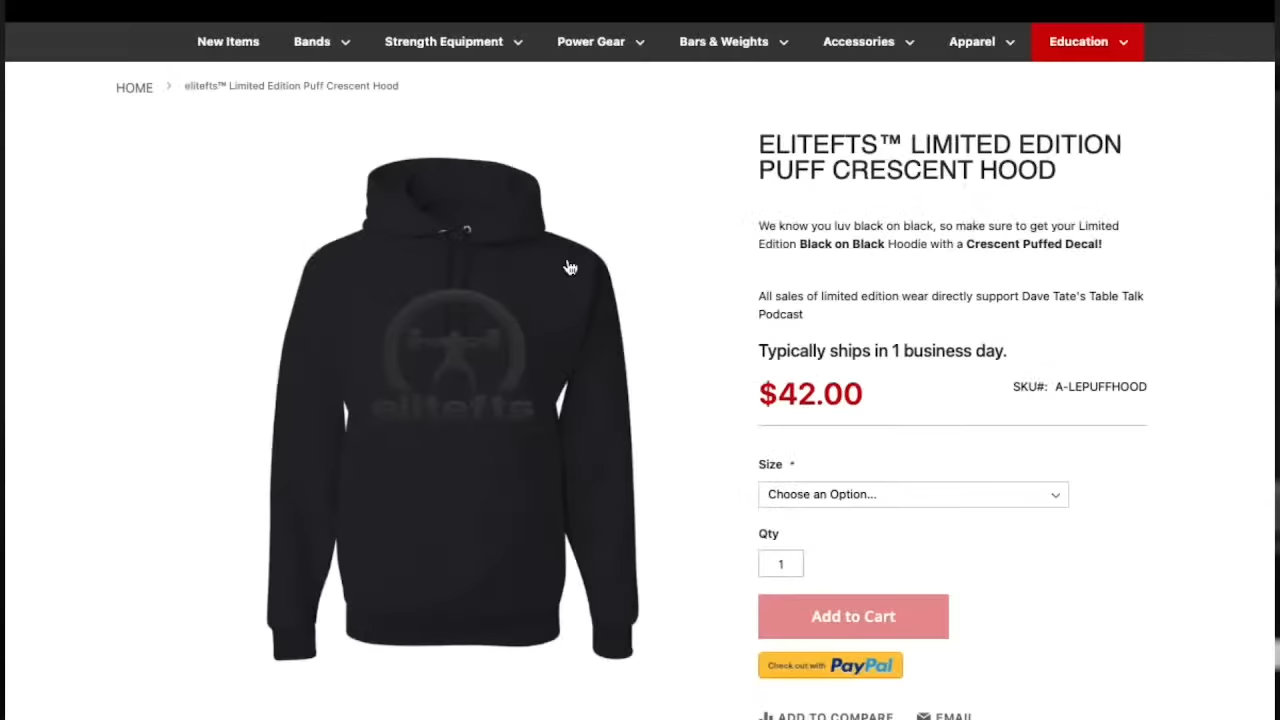 New Items Bands Strength Equipment Power Gear Bars & Weights Accessories Apparel Education
HOME elitefts™ Limited Edition Puff Crescent Hood
ELITEFTS™ LIMITED EDITION
PUFF CRESCENT HOOD
We know you luv black on black, so make sure to get your Limited
Edition Black on Black Hoodie with a Crescent Puffed Decal!
All sales of limited edition wear directly support Dave Tate's Table Talk
Podcast
Typically ships in 1 business day.
$42.00 SKU#: A-LEPUFFHOOD
elitefts
Size *
Choose an Option...
Qty
1
Add to Cart
Check out with PayPal
ADD TO COMPARE EMAIL